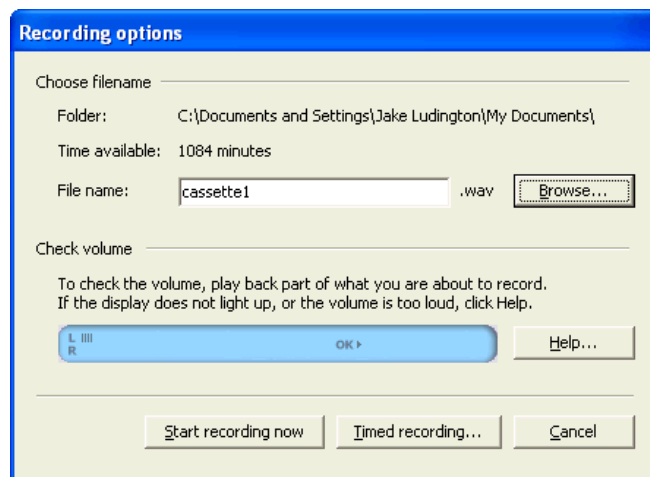 Recording options
Choose filename
Folder: C:\Documents and Settings\Jake Ludington\My Documents\
Time available: 1084 minutes
File name: cassette1 .wav Browse...
Check volume
To check the volume, play back part of what you are about to record.
If the display does not light up, or the volume is too loud, click Help.
L
R OK
Help...
Start recording now Timed recording... Cancel